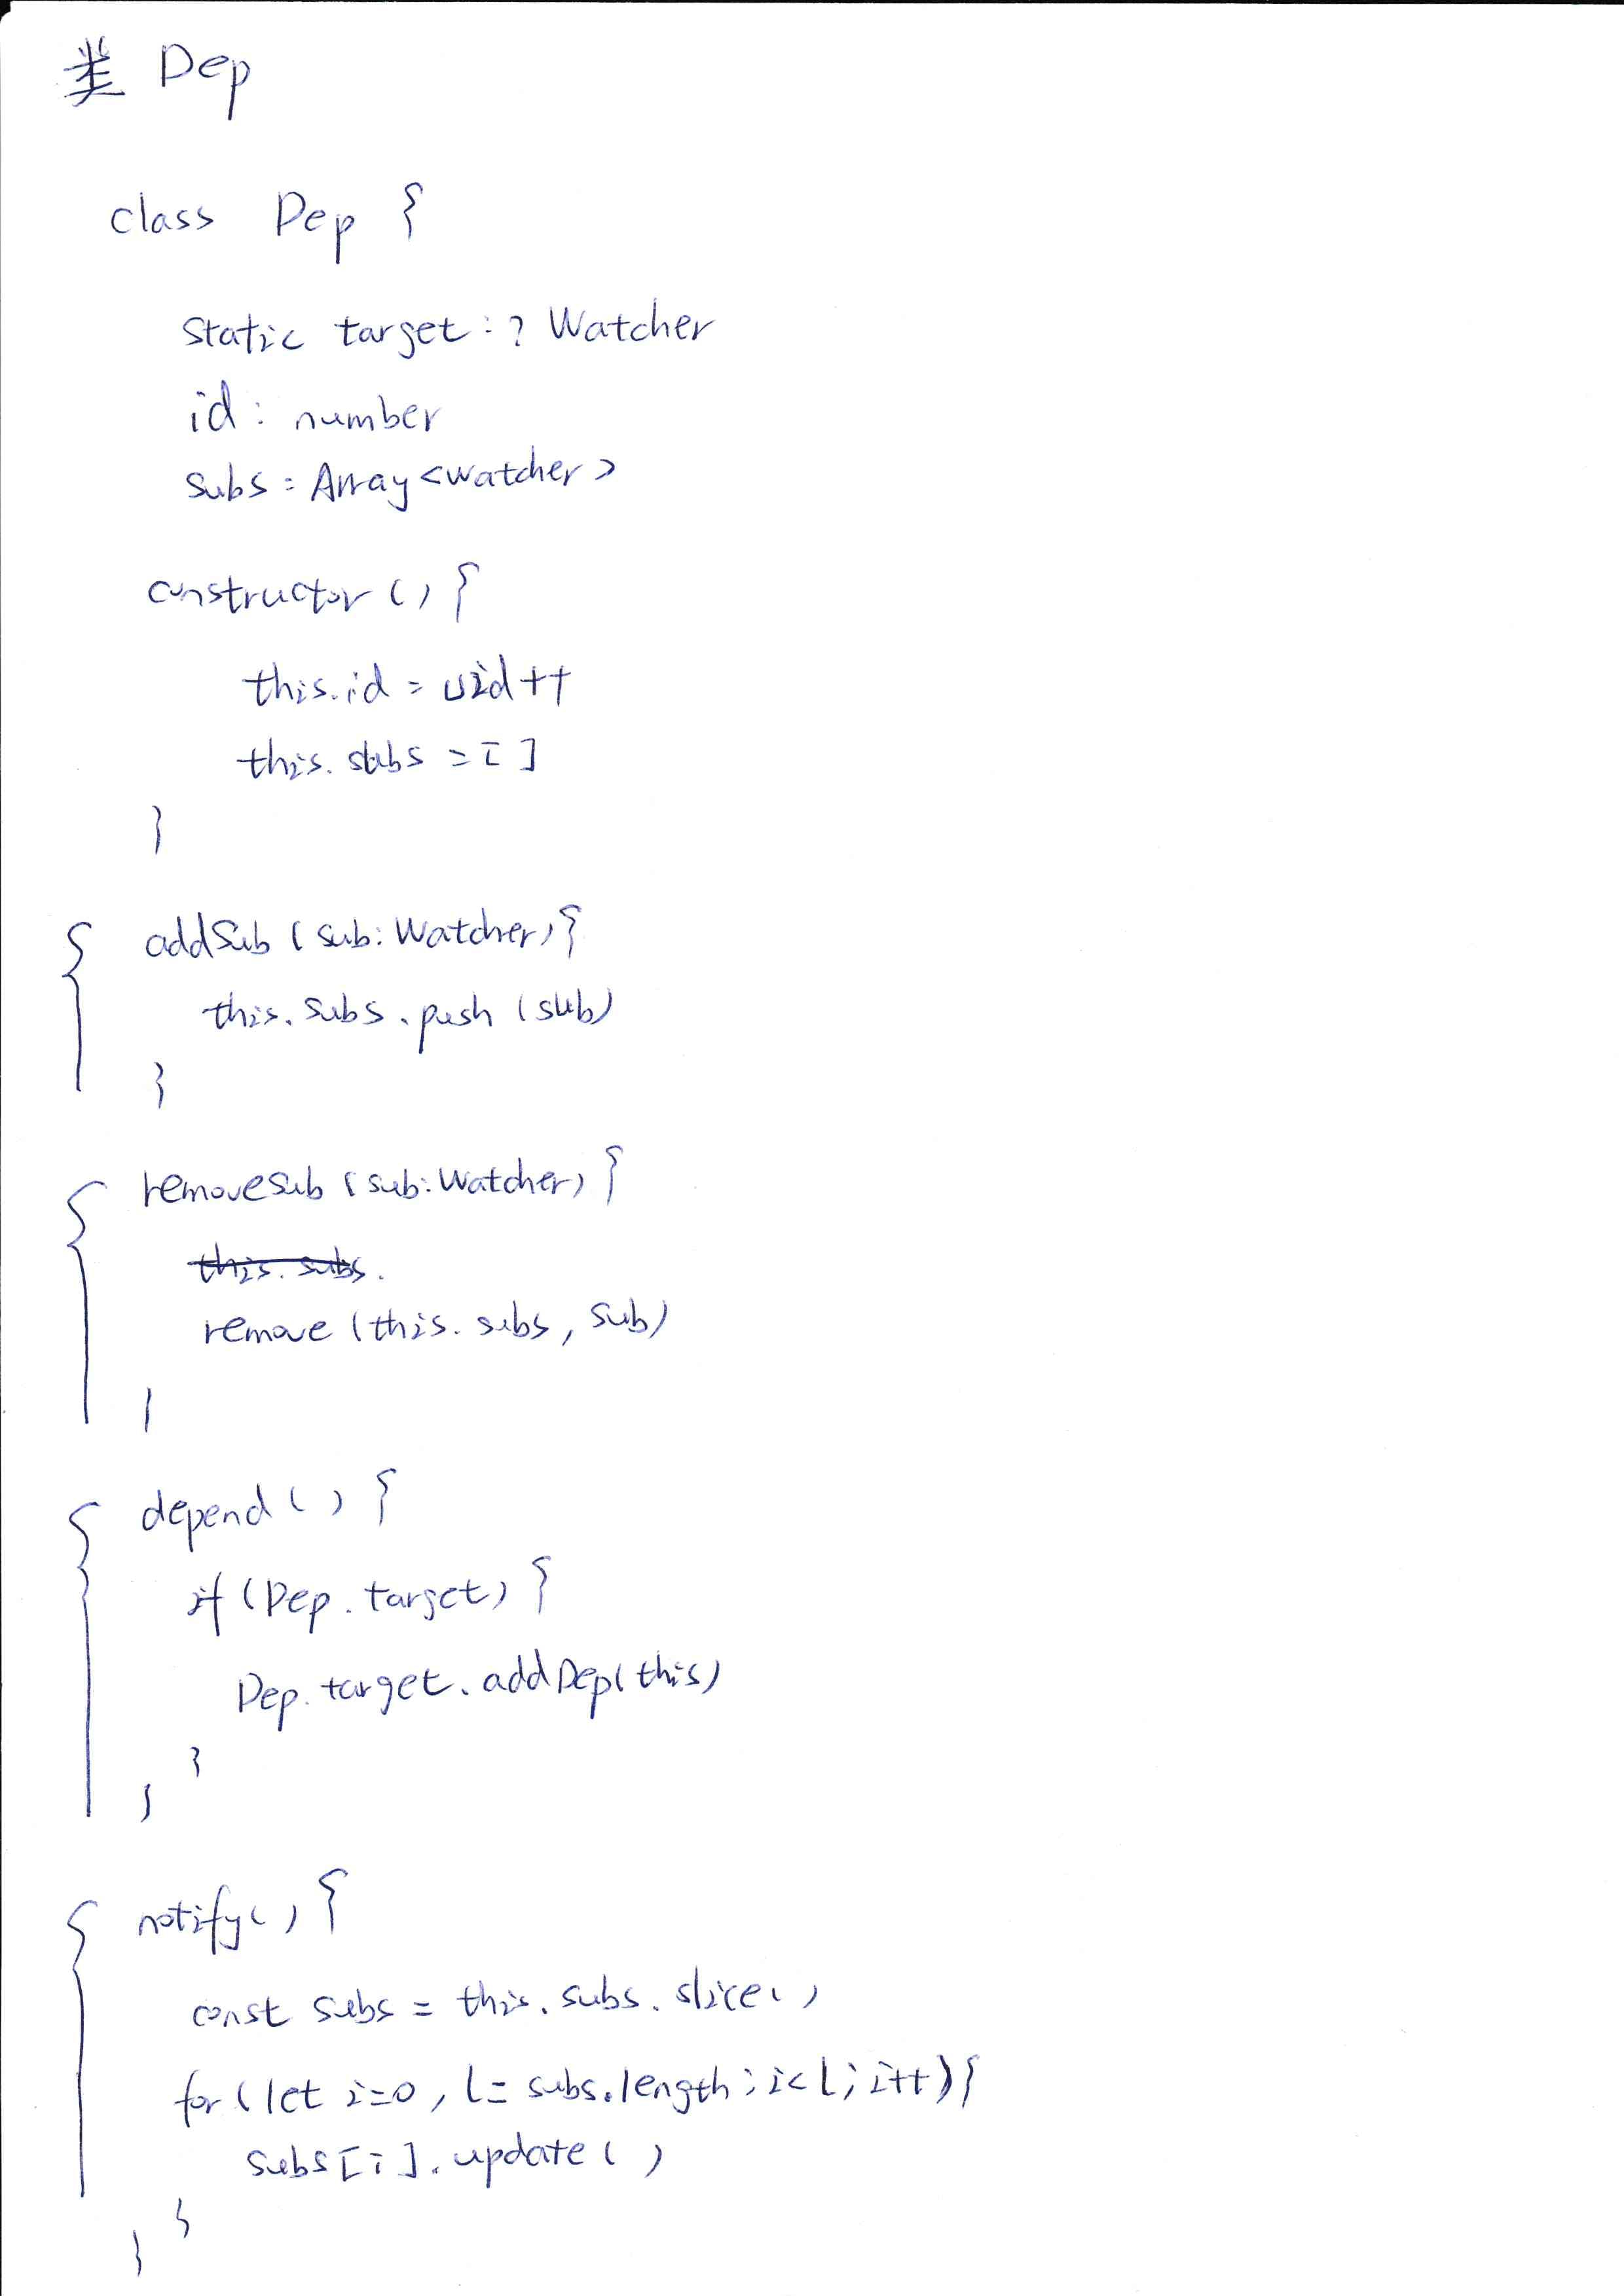 类 Dep
class Dep {
static target: ? Watcher
id: number
subs: Array<watcher>
constructor() {
this.id = uid++
this.subs = []
}
addSub(sub: Watcher) {
this.subs.push(sub)
}
removeSub(sub: Watcher) {
this.subs.
remove(this.subs, sub)
}
depend() {
if (Dep.target) {
Dep.target.addDep(this)
}
}
notify() {
const subs = this.subs.slice()
for (let i=0, l= subs.length; i<l; i++) {
subs[i].update()
}
}